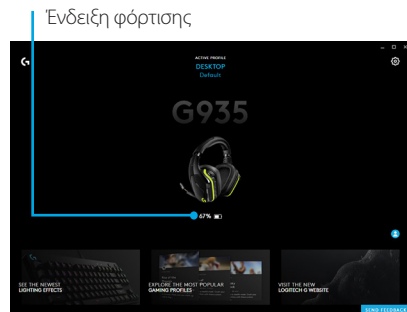 Ένδειξη φόρτισης
ACTIVE PROFILE
DESKTOP
Default
G935
67%
SEE THE NEWEST
LIGHTING EFFECTS
EXPLORE THE MOST POPULAR
GAMING PROFILES
VISIT THE NEW
LOGITECH G WEBSITE
SEND FEEDBACK